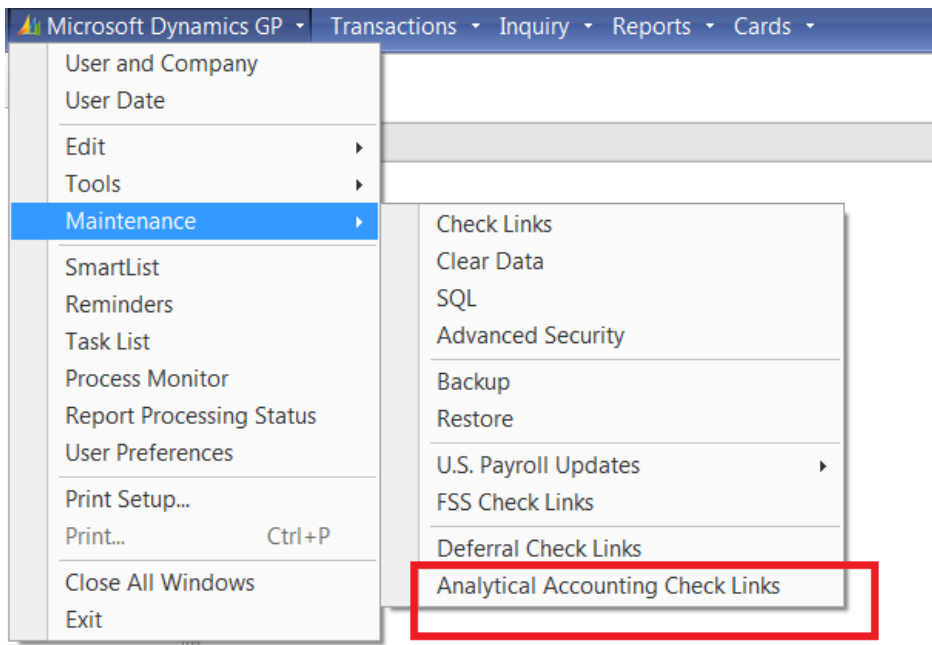 Microsoft Dynamics GP Transactions Inquiry Reports Cards
User and Company
User Date
Edit
Tools
Maintenance
SmartList
Reminders
Task List
Process Monitor
Report Processing Status
User Preferences
Print Setup...
Print... Ctrl+P
Close All Windows
Exit
Check Links
Clear Data
SQL
Advanced Security
Backup
Restore
U.S. Payroll Updates
FSS Check Links
Deferral Check Links
Analytical Accounting Check Links